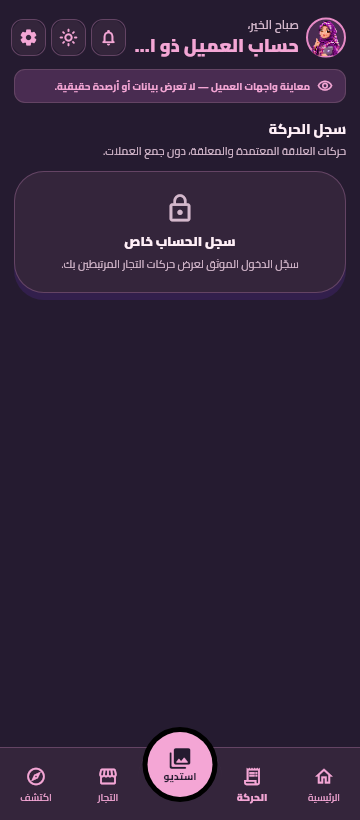 صباح الخير،
حساب العميل ذو ا...
معاينة واجهات العميل — لا تعرض بيانات أو أرصدة حقيقية.
سجل الحركة
حركات العلاقة المعتمدة والمعلقة، دون جمع العملات.
سجل الحساب خاص
سجّل الدخول الموثق لعرض حركات التجار المرتبطين بك.
الرئيسية
الحركة
استديو
التجار
اكتشف